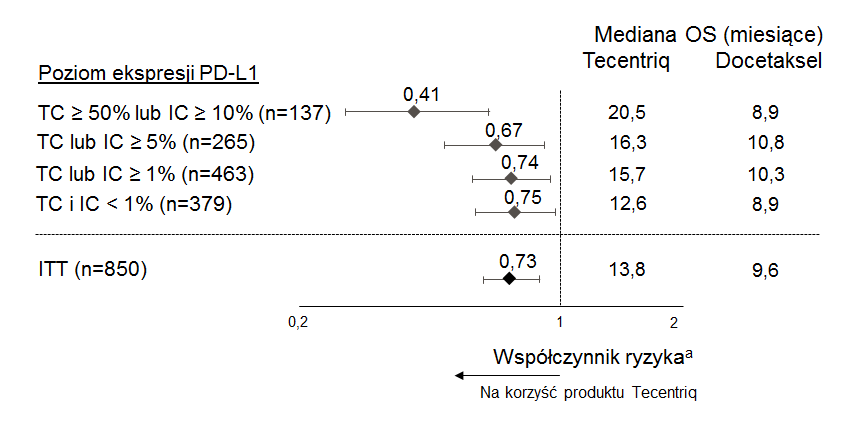 Mediana OS (miesiące)
Poziom ekspresji PD-L1 Tecentriq Docetaksel
TC ≥ 50% lub IC ≥ 10% (n=137) 0,41 20,5 8,9
TC lub IC ≥ 5% (n=265) 0,67 16,3 10,8
TC lub IC ≥ 1% (n=463) 0,74 15,7 10,3
TC i IC < 1% (n=379) 0,75 12,6 8,9
ITT (n=850) 0,73 13,8 9,6
0,2 1 2
Współczynnik ryzykaᵃ
Na korzyść produktu Tecentriq